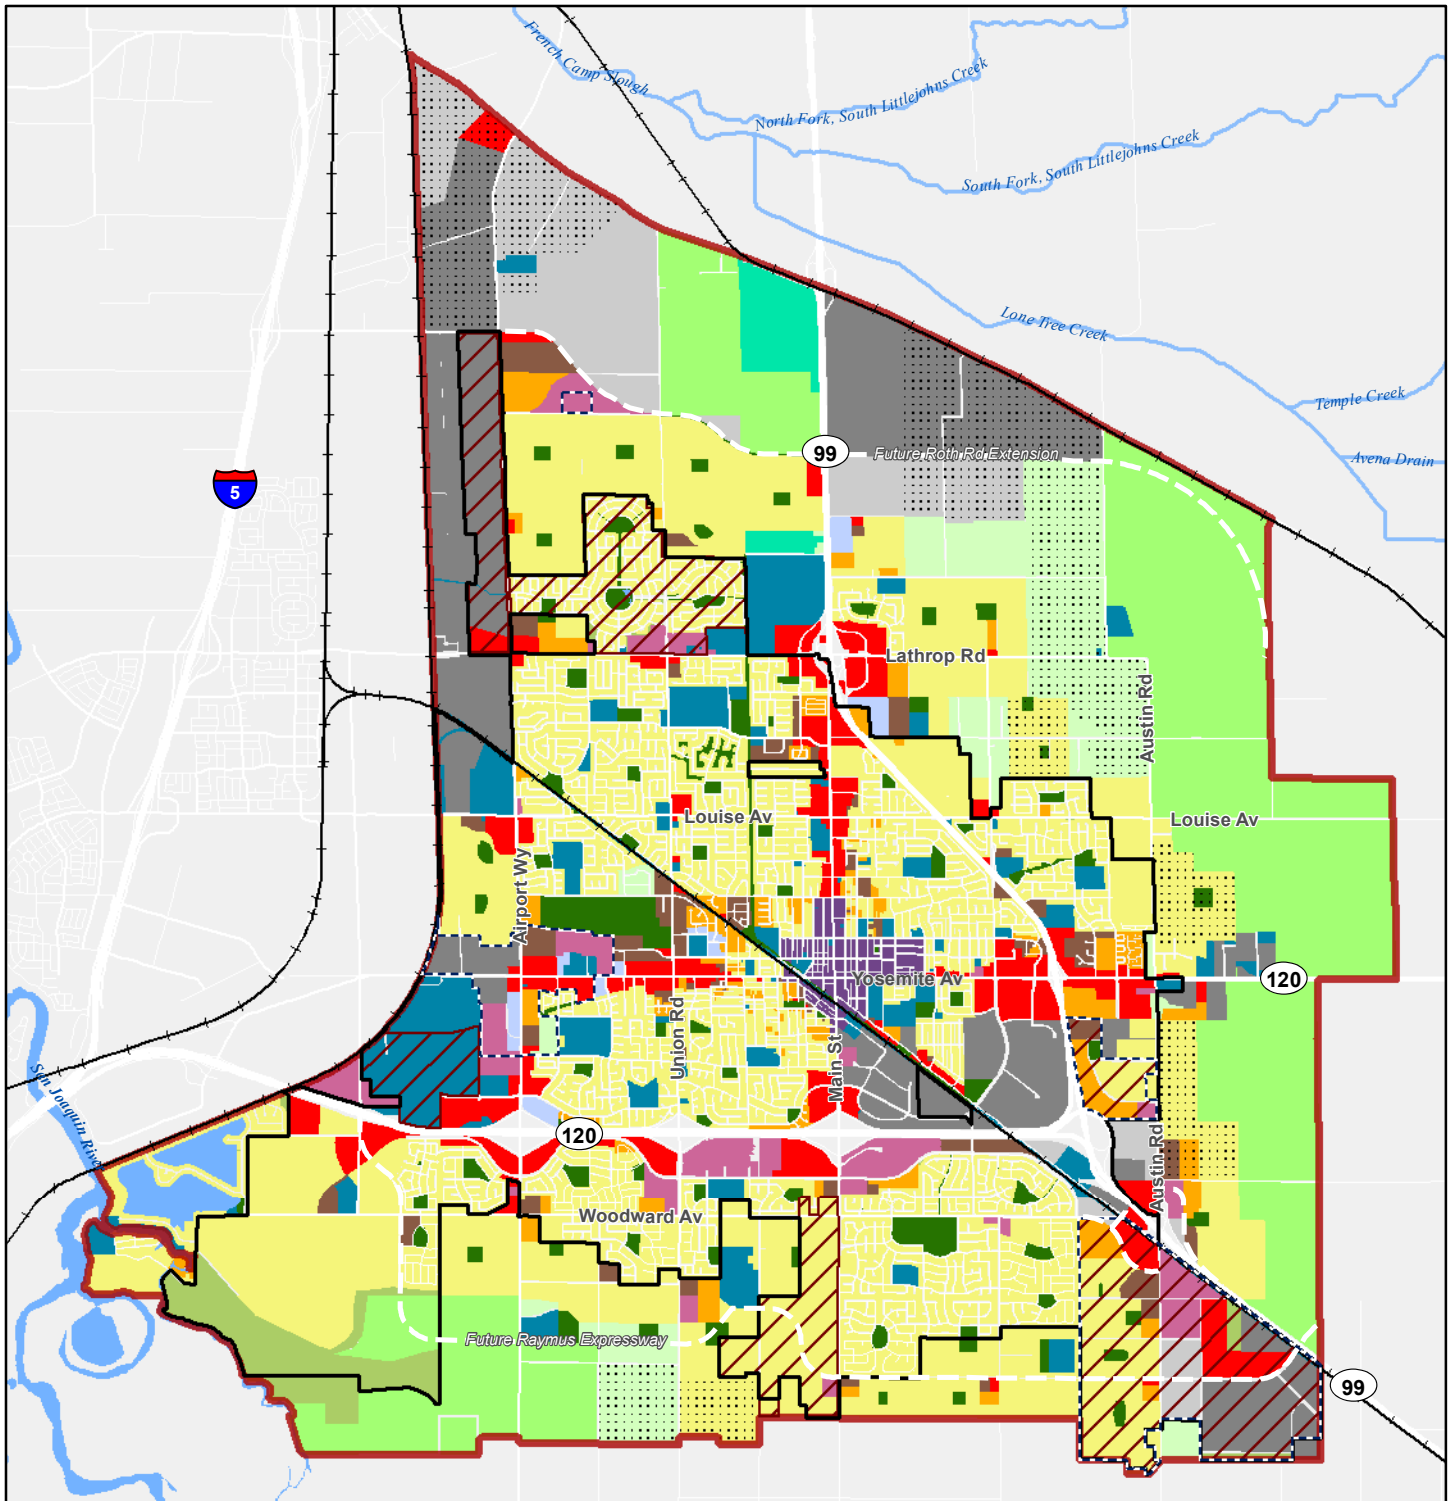 French Camp Slough
North Fork, South Littlejohns Creek
South Fork, South Littlejohns Creek
Lone Tree Creek
Temple Creek
Avena Drain
99
Future Roth Rd Extension
5
Lathrop Rd
Austin Rd
Louise Av
Louise Av
Airport Wy
Yosemite Av
120
Union Rd
Main St
San Joaquin River
120
Austin Rd
Woodward Av
Future Raymus Expressway
99